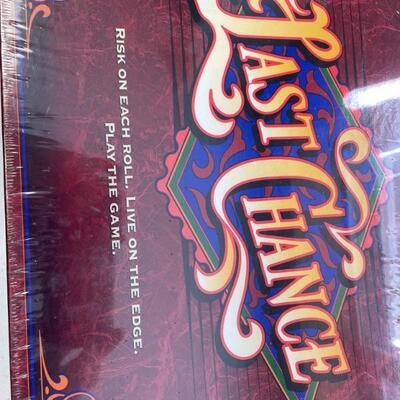 Last Chance
Risk on each roll. Live on the edge.
Play the game.